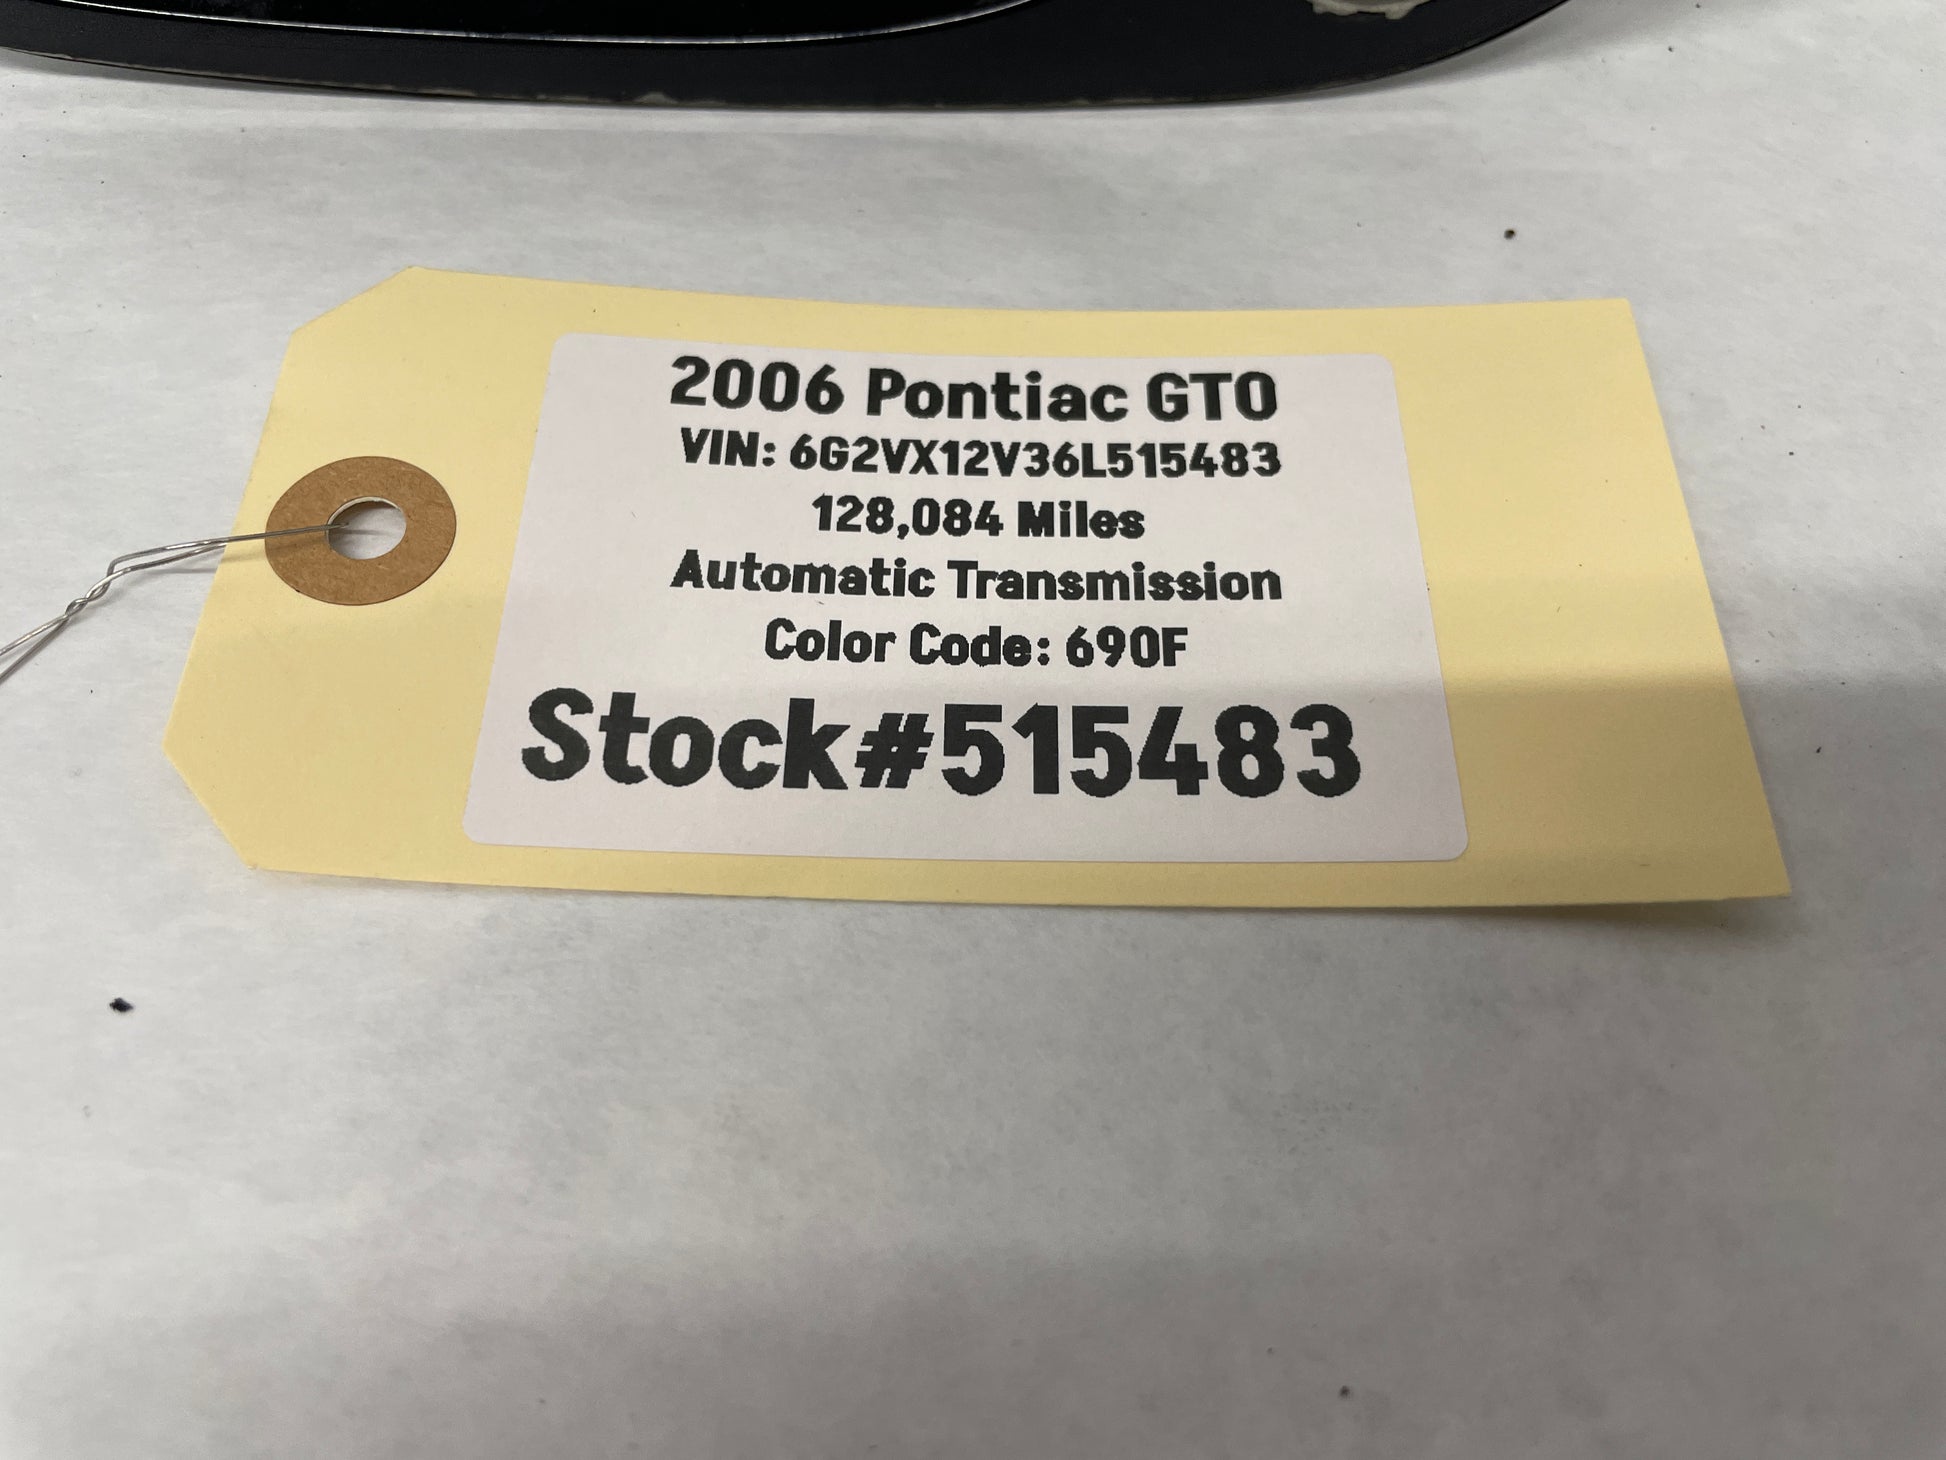 2006 Pontiac GTO
VIN: 6G2VX12V36L515483
128,084 Miles
Automatic Transmission
Color Code: 690F
Stock#515483